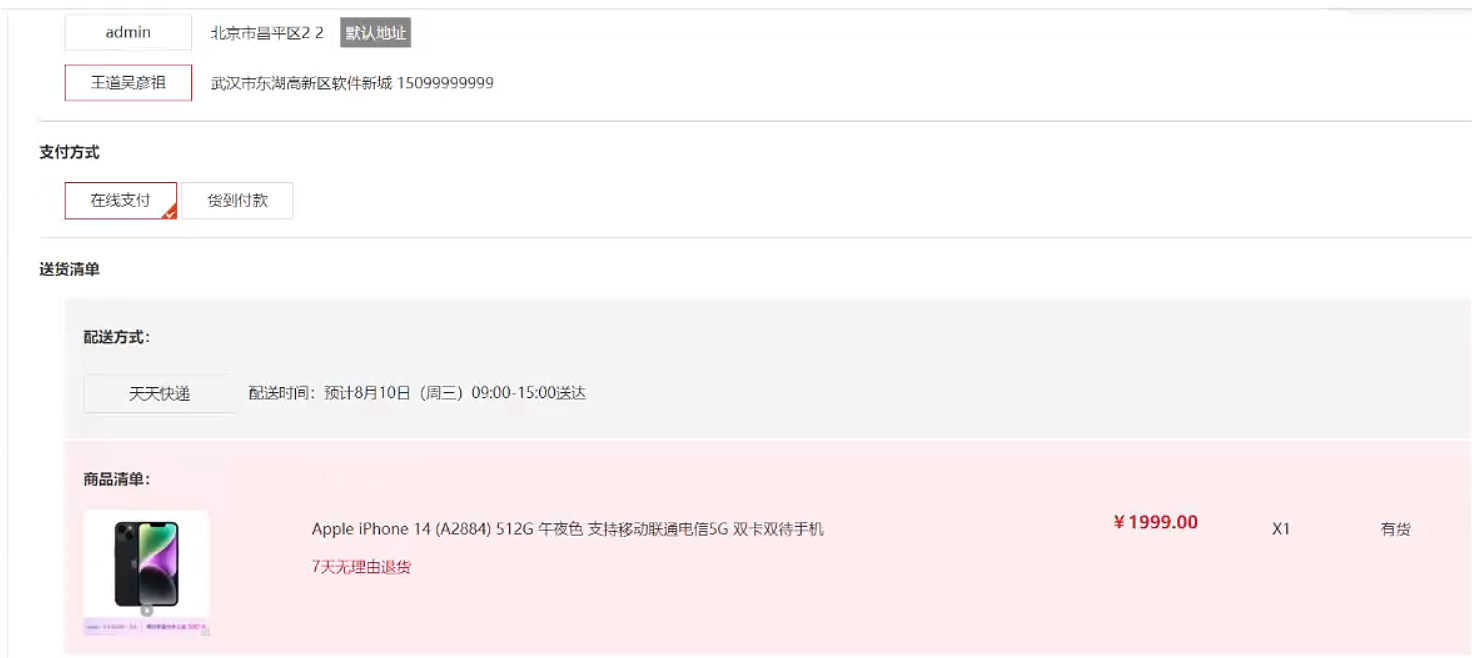 admin 北京市昌平区2 2 默认地址
王道吴彦祖 武汉市东湖高新区软件新城 15099999999
支付方式
在线支付 货到付款
送货清单
配送方式：
天天快递 配送时间：预计8月10日（周三）09:00-15:00送达
商品清单：
Apple iPhone 14 (A2884) 512G 午夜色 支持移动联通电信5G 双卡双待手机 ￥1999.00 X1 有货
7天无理由退货